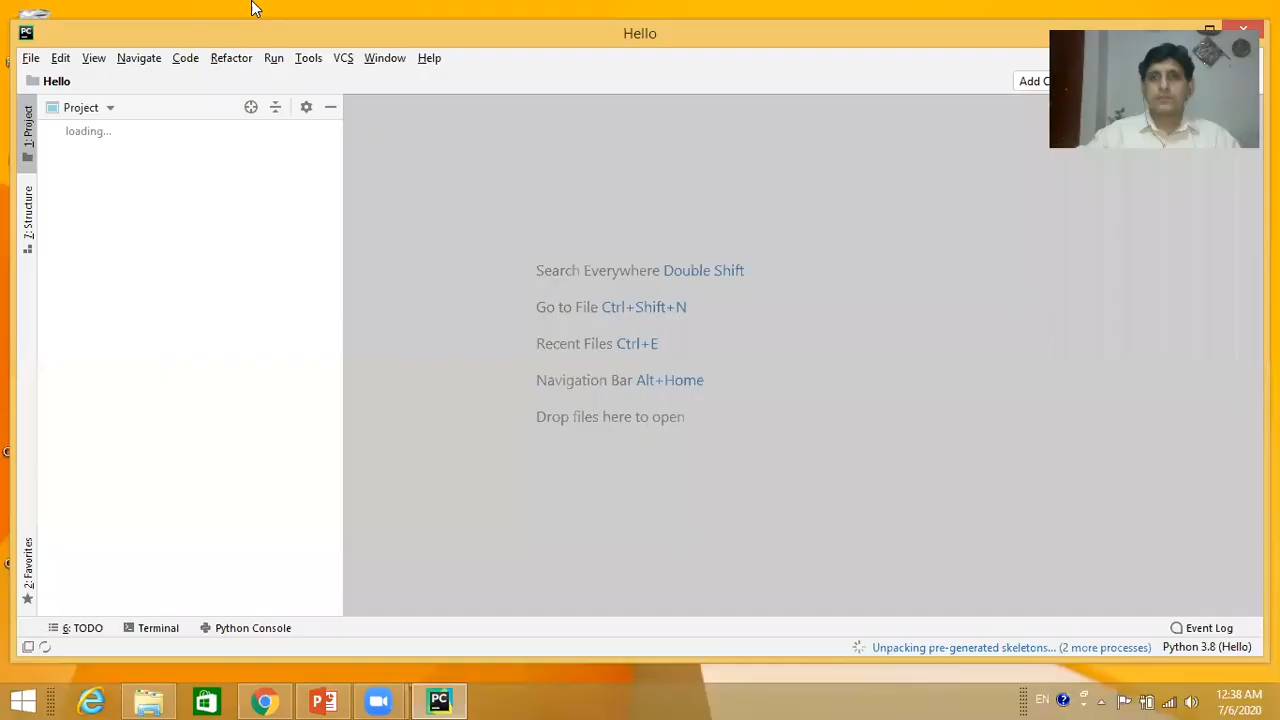 Hello
File Edit View Navigate Code Refactor Run Tools VCS Window Help
Hello
Add C
Project
loading...
1: Project
7: Structure
2: Favorites
Search Everywhere Double Shift
Go to File Ctrl+Shift+N
Recent Files Ctrl+E
Navigation Bar Alt+Home
Drop files here to open
6: TODO Terminal Python Console Event Log
Unpacking pre-generated skeletons... (2 more processes) Python 3.8 (Hello)
EN
12:38 AM
7/6/2020